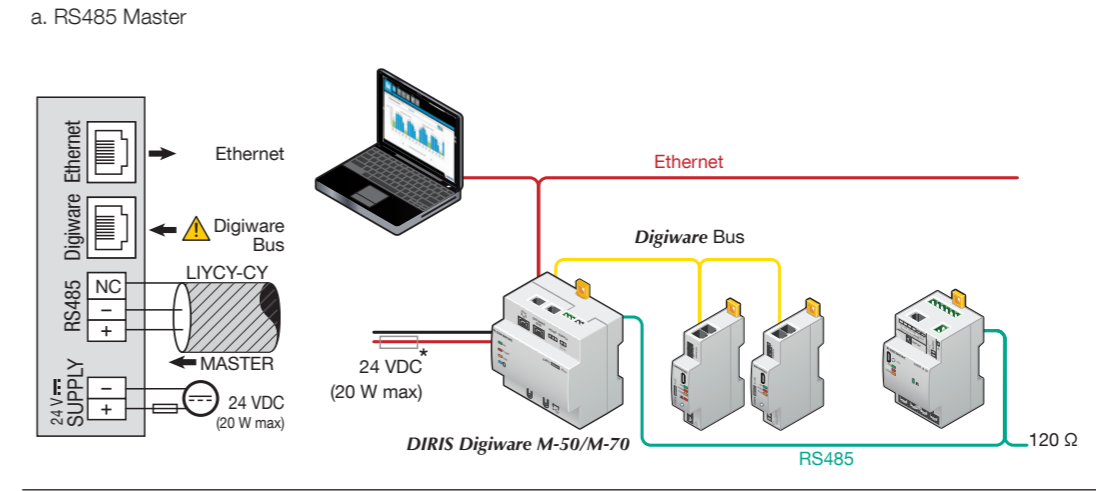 a. RS485 Master
Ethernet
Ethernet
Digiware
Digiware
Bus
RS485
NC
−
+
LIYCY-CY
MASTER
24 V
SUPPLY
−
+
24 VDC
(20 W max)
Ethernet
Digiware Bus
24 VDC*
(20 W max)
DIRIS Digiware M-50/M-70
RS485
120 Ω